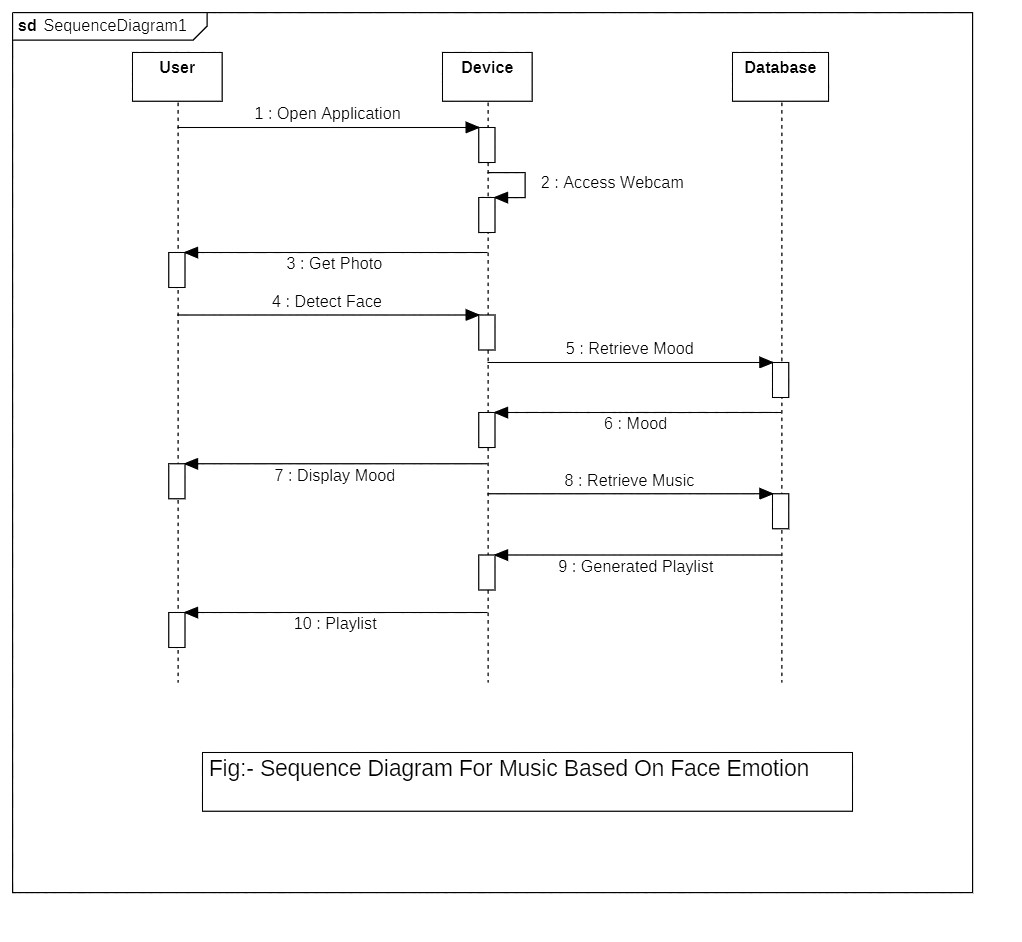 sd SequenceDiagram1
User
Device
Database
1 : Open Application
2 : Access Webcam
3 : Get Photo
4 : Detect Face
5 : Retrieve Mood
6 : Mood
7 : Display Mood
8 : Retrieve Music
9 : Generated Playlist
10 : Playlist
Fig:- Sequence Diagram For Music Based On Face Emotion